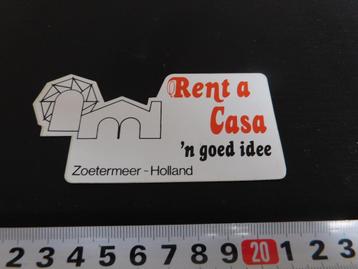 Rent a
Casa
'n goed idee
Zoetermeer - Holland
2 3 4 5 6 7 8 9 20 1 2 3